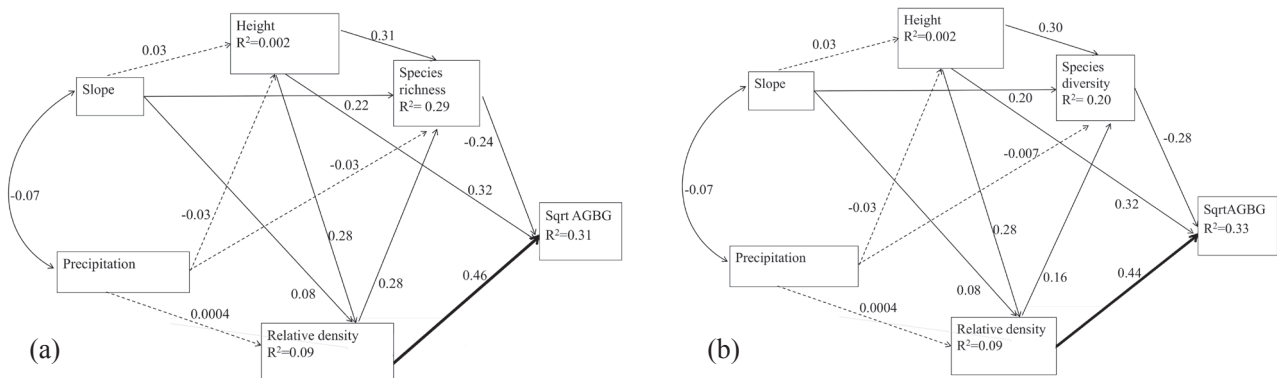 Height
R²=0.002
0.31
0.03
Species
richness
R²= 0.29
Slope
0.22
-0.24
-0.03
-0.07
0.32
-0.03
Sqrt AGBG
R²=0.31
Precipitation
0.28
0.46
0.08
0.28
0.0004
Relative density
R²=0.09
(a)
Height
R²=0.002
0.30
0.03
Species
diversity
R²= 0.20
Slope
0.20
-0.28
-0.007
-0.07
0.32
-0.03
SqrtAGBG
R²=0.33
Precipitation
0.28
0.44
0.16
0.08
0.0004
Relative density
R²=0.09
(b)